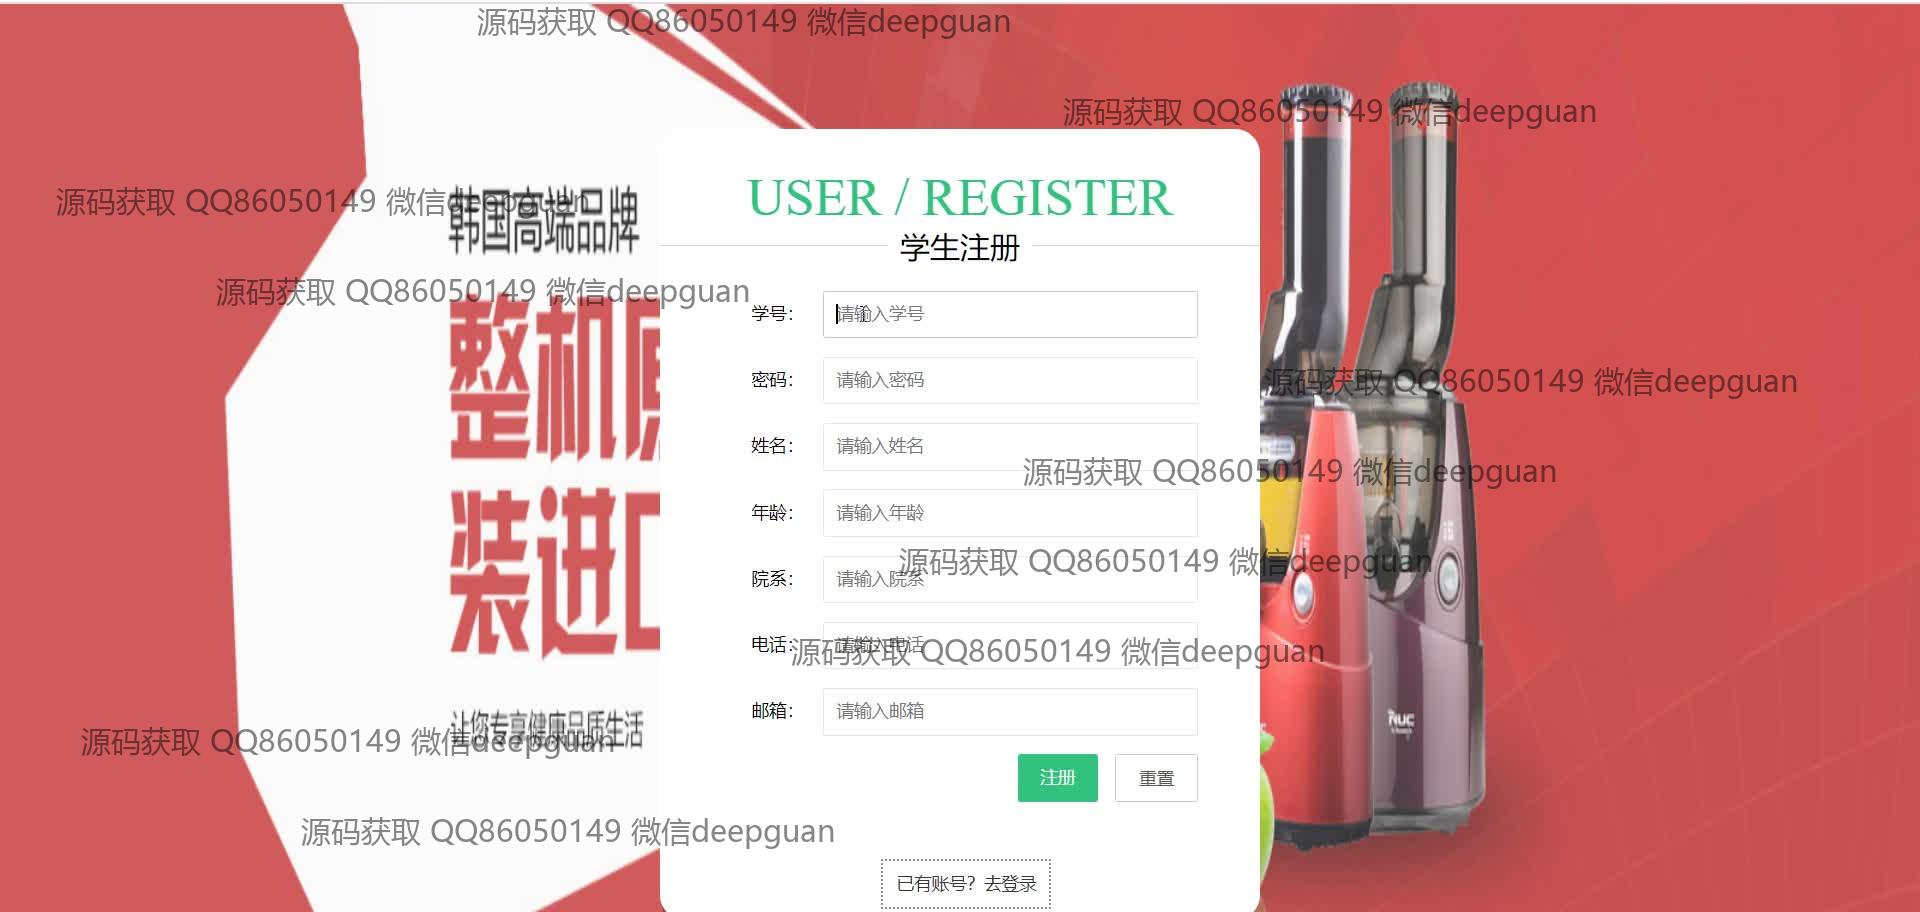 源码获取 QQ86050149 微信deepguan
源码获取 QQ86050149 微信deepguan
USER / REGISTER
源码获取 QQ86050149 微信deepguan
韩国高端品牌
学生注册
源码获取 QQ86050149 微信deepguan
学号：
请输入学号
整机原
密码：
请输入密码
源码获取 QQ86050149 微信deepguan
姓名：
请输入姓名
源码获取 QQ86050149 微信deepguan
年龄：
请输入年龄
装进口
源码获取 QQ86050149 微信deepguan
院系：
请输入院系
电话：
请输入电话
源码获取 QQ86050149 微信deepguan
邮箱：
请输入邮箱
NUC
让您专享健康品质生活
源码获取 QQ86050149 微信deepguan
注册
重置
源码获取 QQ86050149 微信deepguan
已有账号？去登录